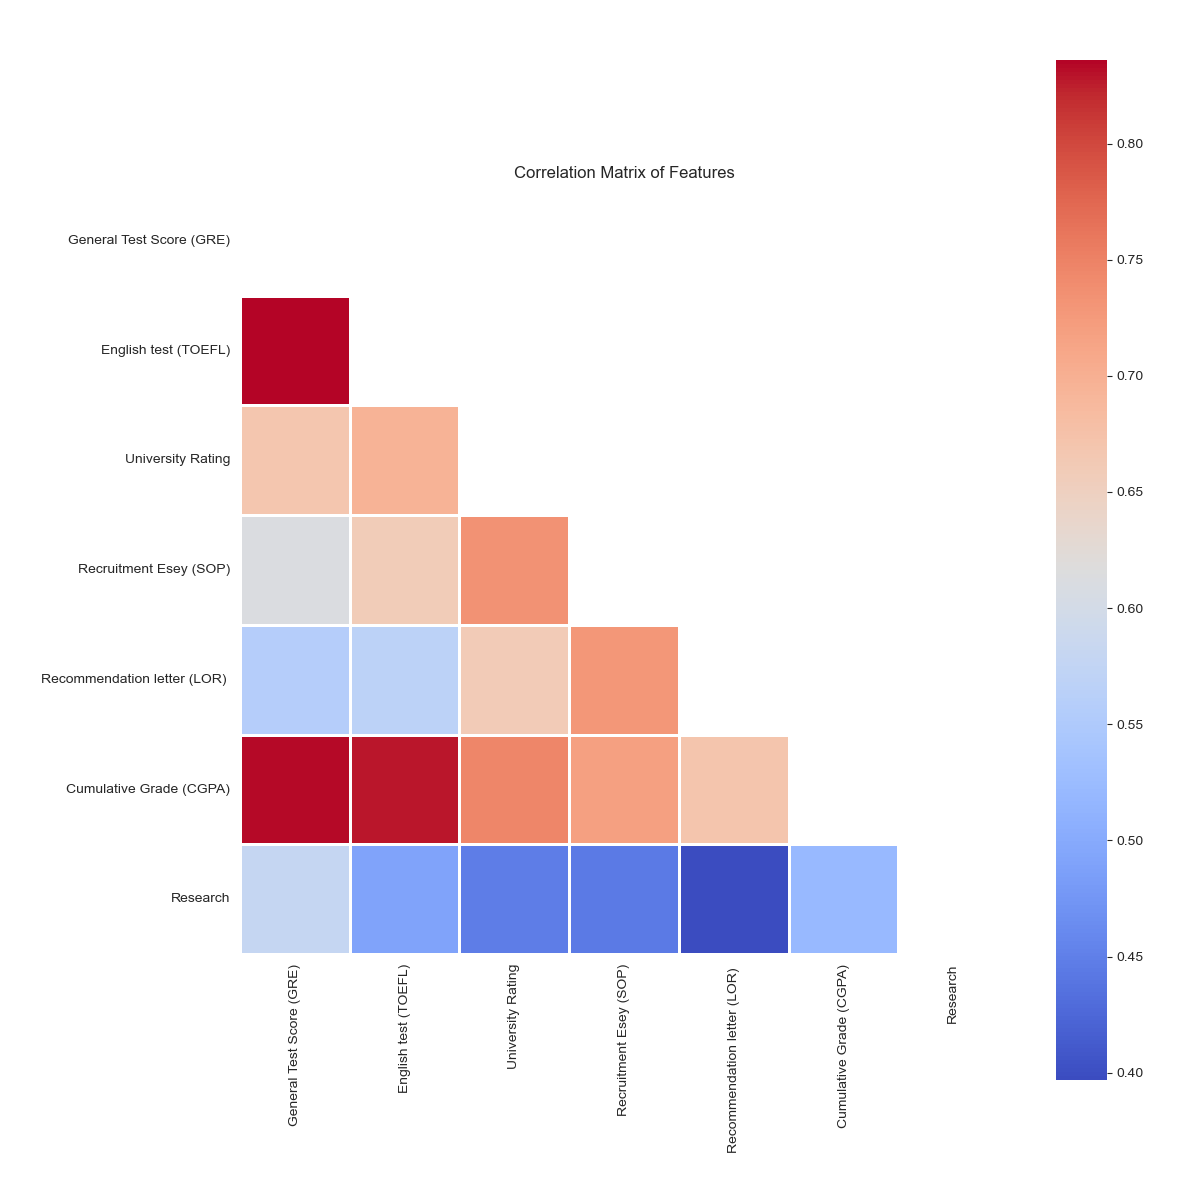 Correlation Matrix of Features
General Test Score (GRE)
English test (TOEFL)
University Rating
Recruitment Esey (SOP)
Recommendation letter (LOR)
Cumulative Grade (CGPA)
Research
General Test Score (GRE)
English test (TOEFL)
University Rating
Recruitment Esey (SOP)
Recommendation letter (LOR)
Cumulative Grade (CGPA)
Research
0.80
0.75
0.70
0.65
0.60
0.55
0.50
0.45
0.40